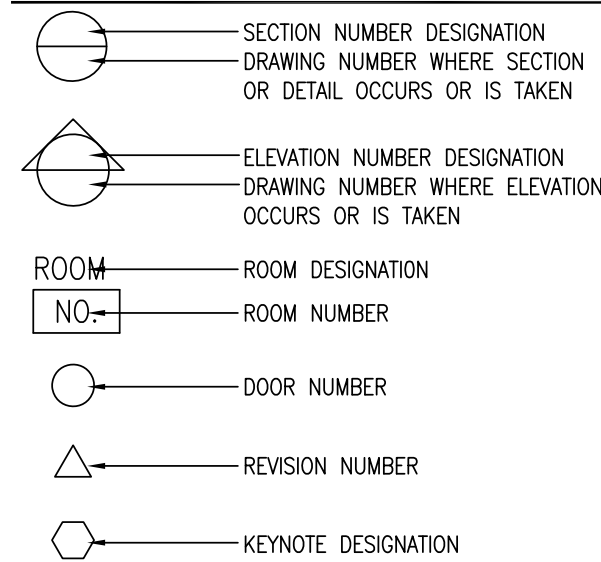 SECTION NUMBER DESIGNATION
DRAWING NUMBER WHERE SECTION
OR DETAIL OCCURS OR IS TAKEN
ELEVATION NUMBER DESIGNATION
DRAWING NUMBER WHERE ELEVATION
OCCURS OR IS TAKEN
ROOM
ROOM DESIGNATION
NO.
ROOM NUMBER
DOOR NUMBER
REVISION NUMBER
KEYNOTE DESIGNATION